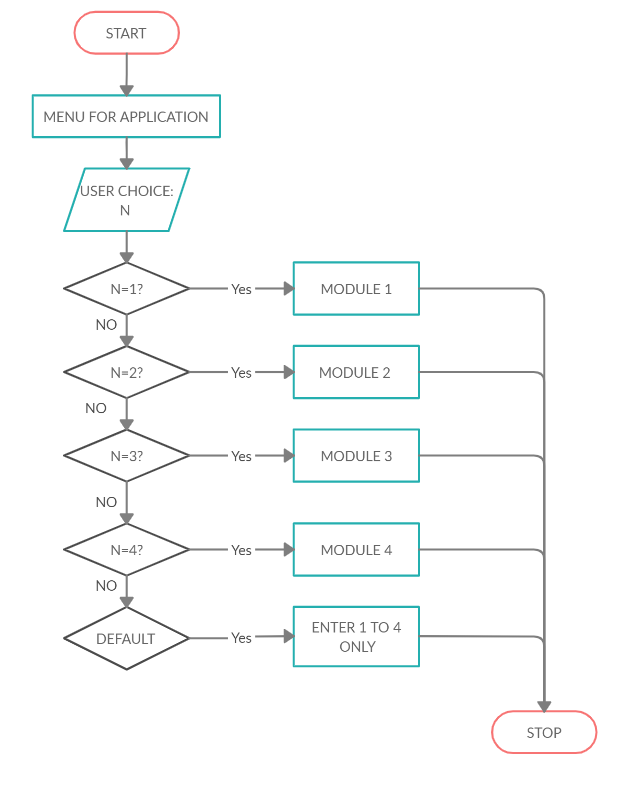 START
MENU FOR APPLICATION
USER CHOICE:
N
N=1?
Yes
MODULE 1
NO
N=2?
Yes
MODULE 2
NO
N=3?
Yes
MODULE 3
NO
N=4?
Yes
MODULE 4
NO
DEFAULT
Yes
ENTER 1 TO 4
ONLY
STOP